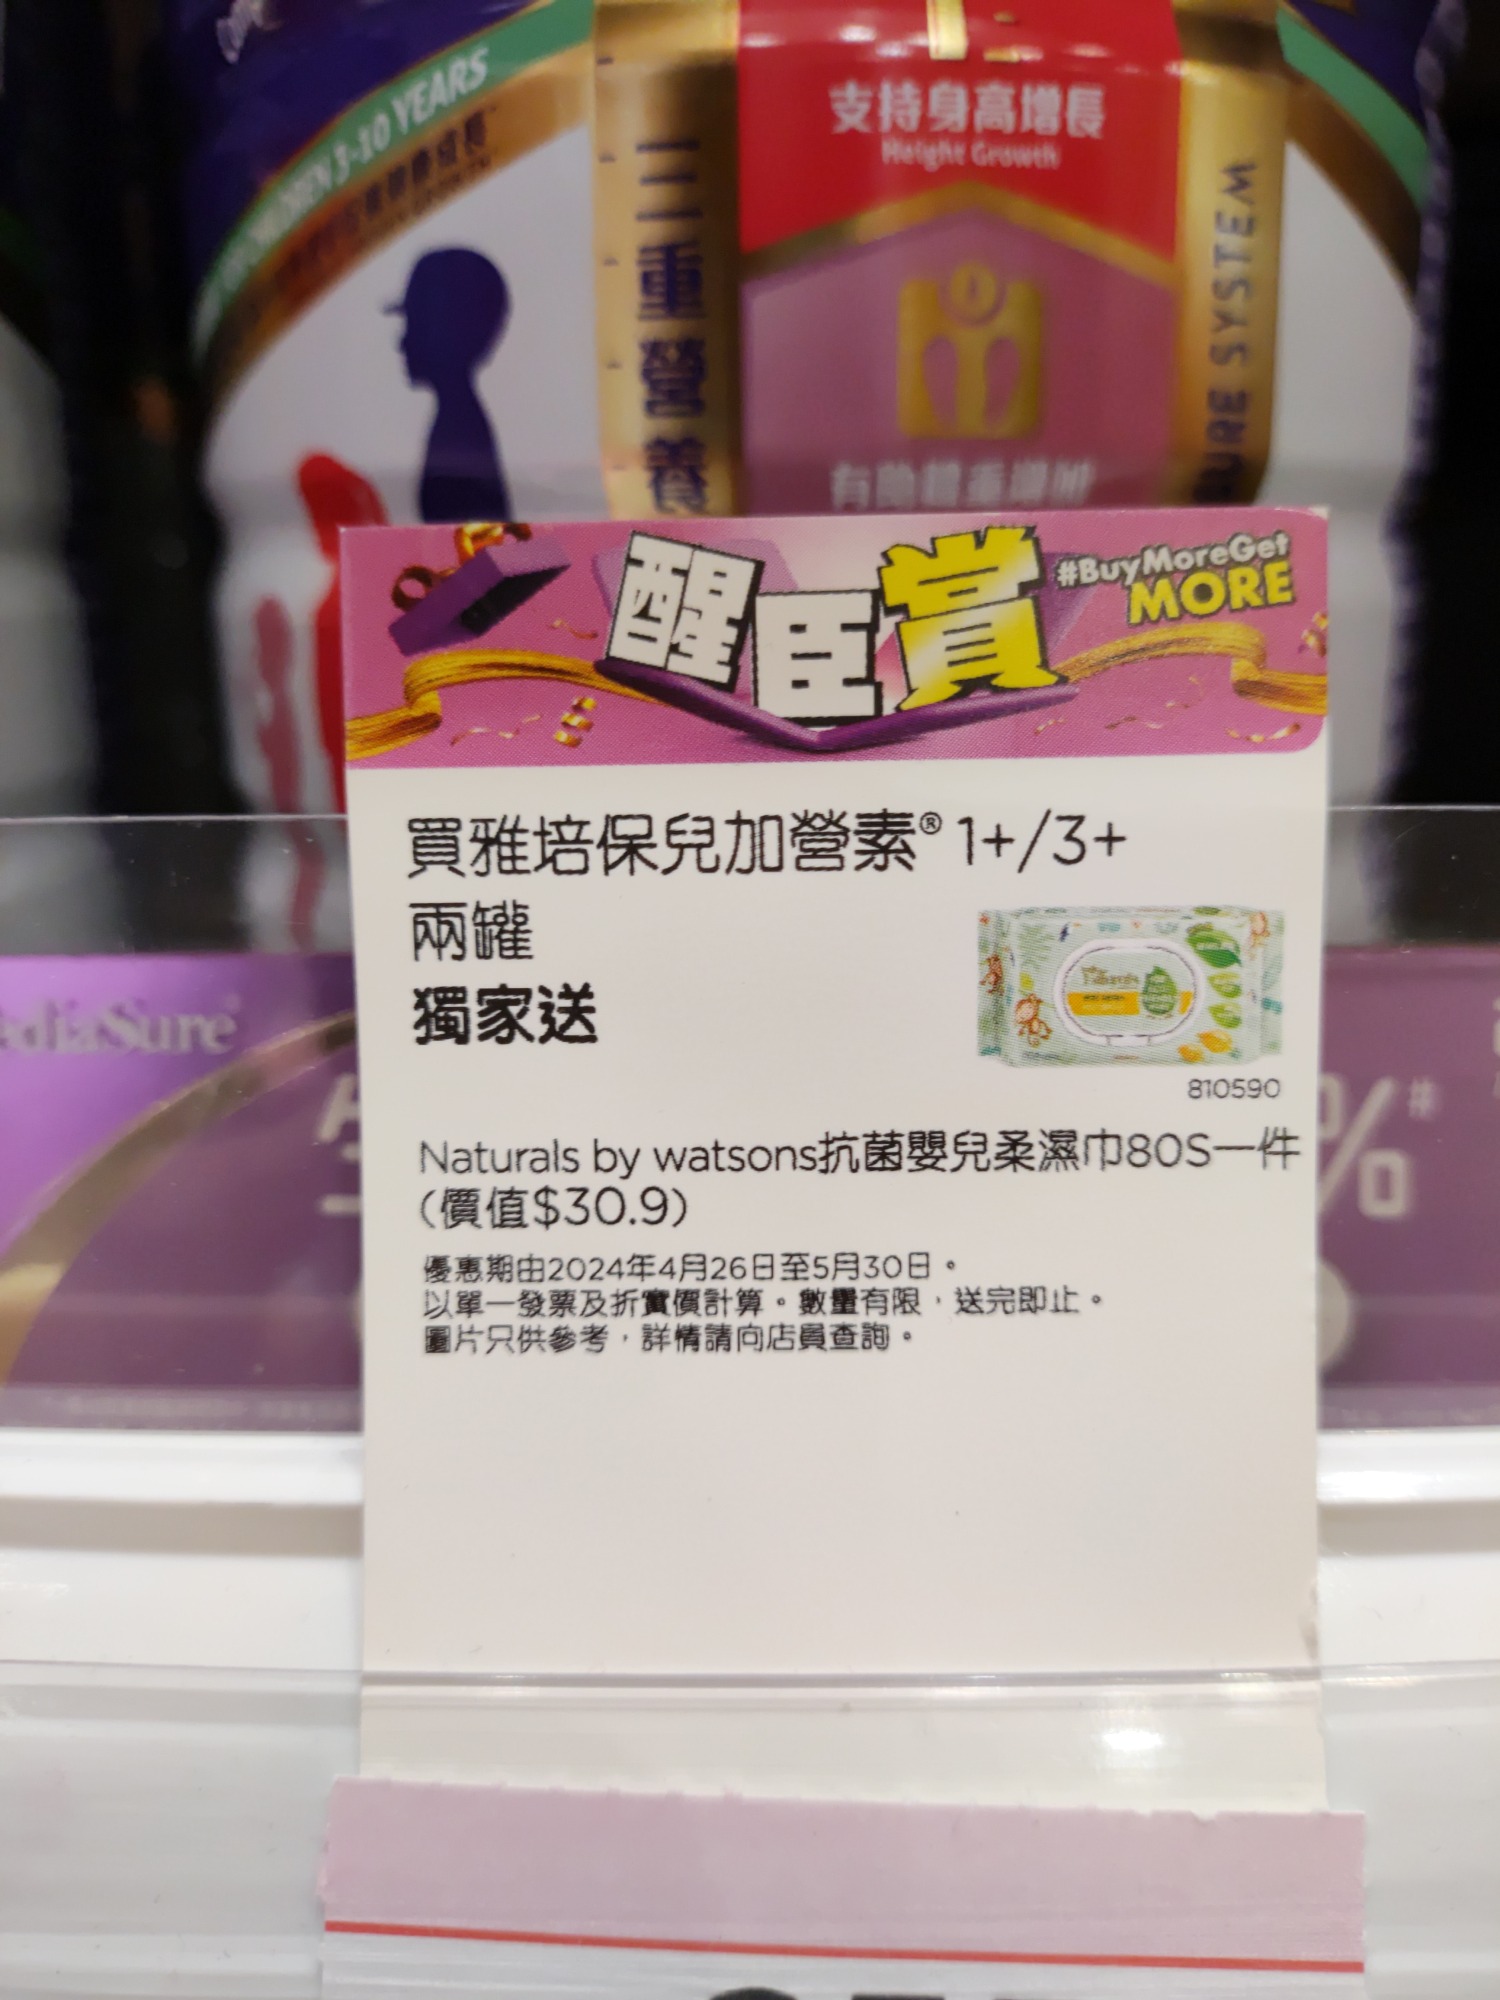 CHILDREN 3-10 YEARS
支持身高增長
Height Growth
三重營養
SURE SYSTEM
醒臣賞
#BuyMoreGet
MORE
買雅培保兒加營素® 1+/3+
兩罐
獨家送
810590
Naturals by watsons抗菌嬰兒柔濕巾80S一件
(價值$30.9)
優惠期由2024年4月26日至5月30日。
以單一發票及折實價計算。數量有限，送完即止。
圖片只供參考，詳情請向店員查詢。
ediaSure
%